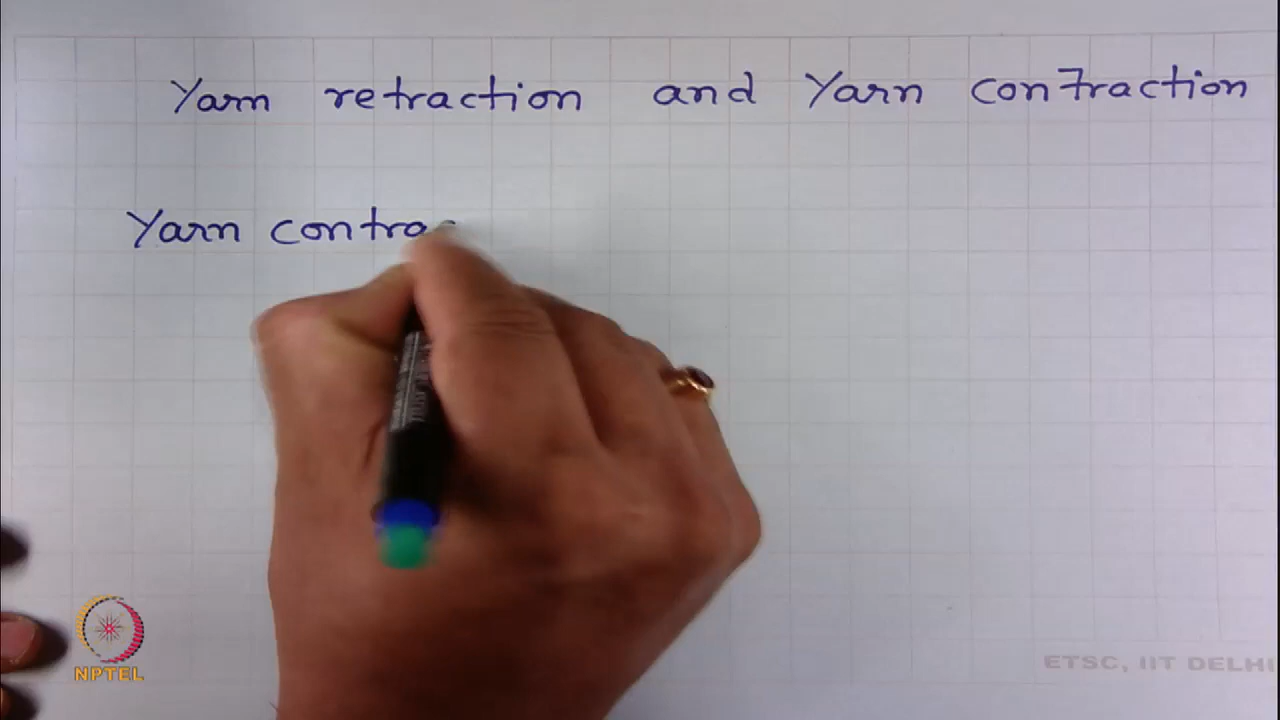 Yarn retraction and Yarn contraction
Yarn contra
NPTEL
ETSC, IIT DELHI